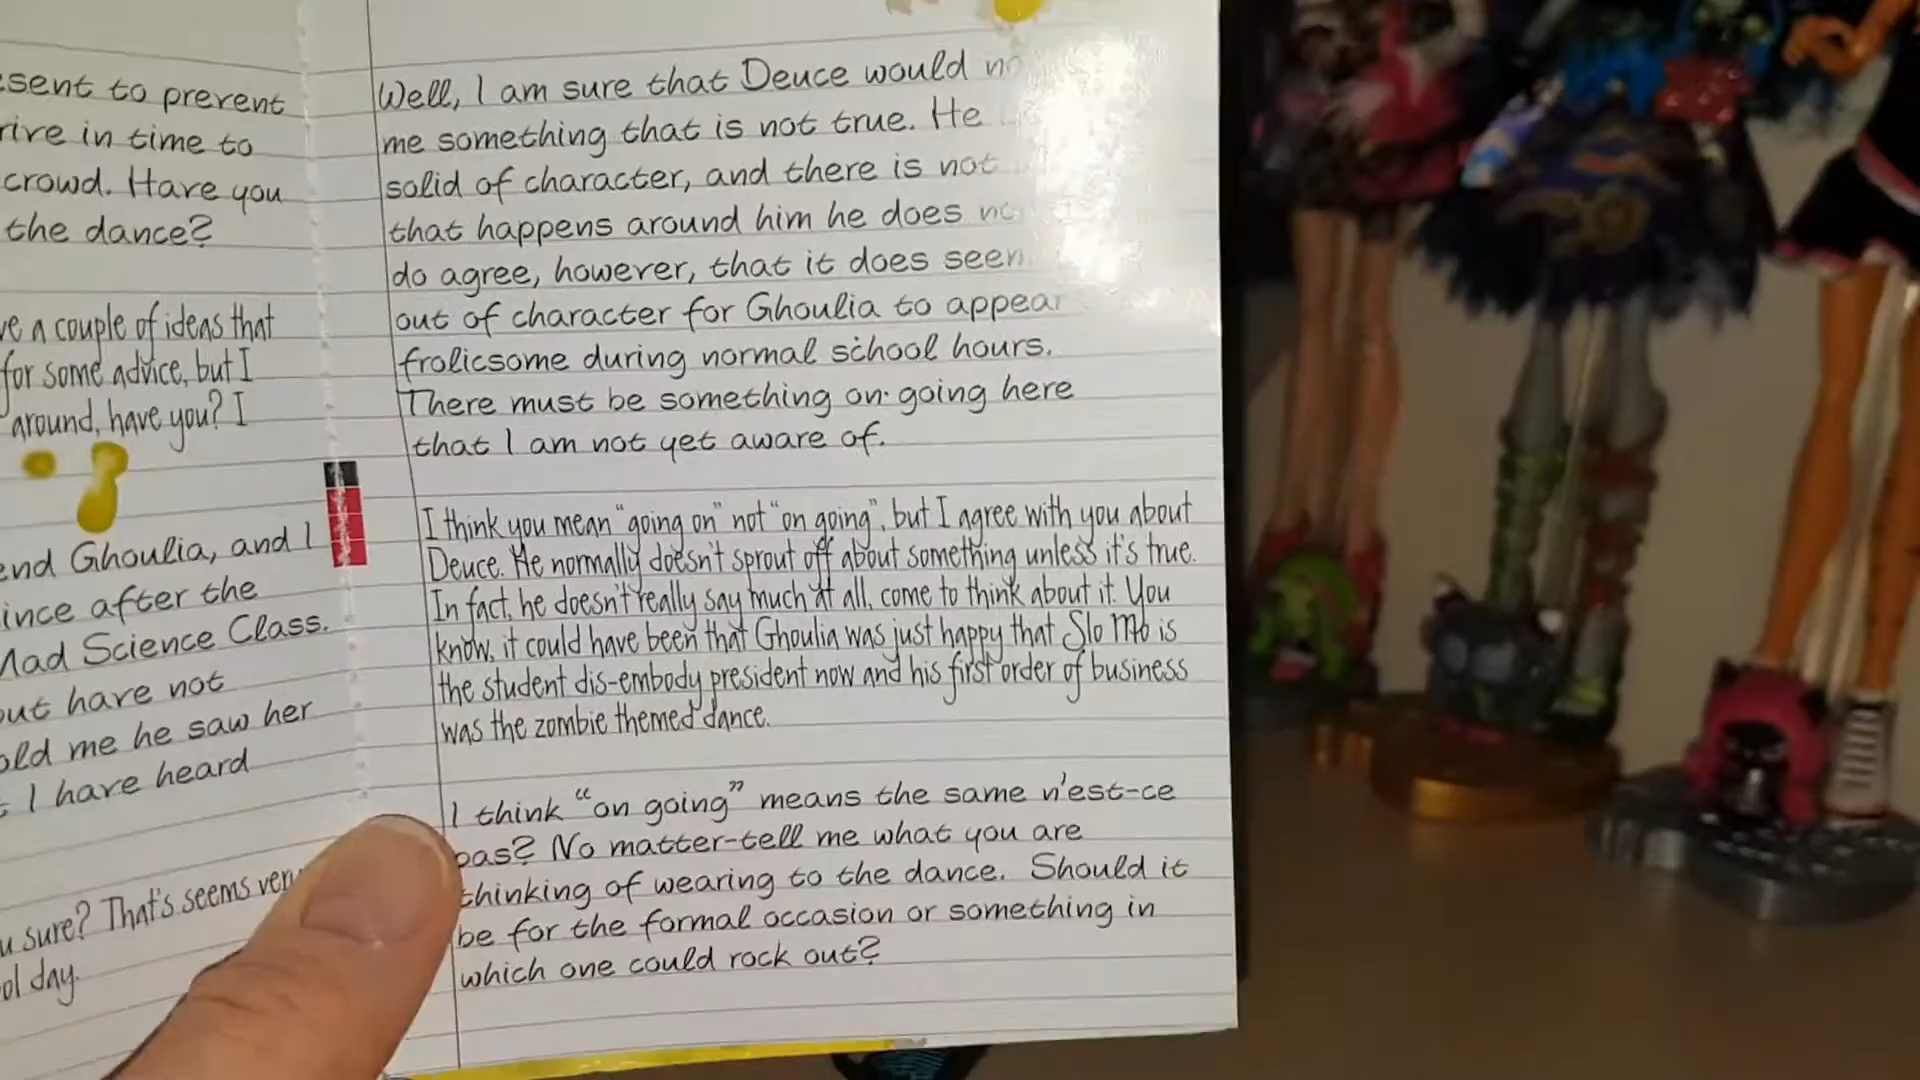 sent to prevent
in time to
crowd. Have you
the dance?
a couple of ideas that
for some advice, but I
around, have you? I
Ghoulia, and I
after the
Mad Science Class.
have not
me he saw her
I have heard
sure? That's seems very
day.
Well, I am sure that Deuce would
me something that is not true. He
solid of character, and there is not
that happens around him he does
do agree, however, that it does
out of character for Ghoulia to appear
frolicsome during normal school hours.
There must be something on-going here
that I am not yet aware of.
I think you mean "going on" not "on going", but I agree with you about
Deuce. He normally doesn't sprout off about something unless it's true.
In fact, he doesn't really say much at all, come to think about it. You
know, it could have been that Ghoulia was just happy that Slo Mo is
the student dis-embody president now and his first order of business
was the zombie themed dance.
I think "on going" means the same n'est-ce
pas? No matter-tell me what you are
thinking of wearing to the dance. Should it
be for the formal occasion or something in
which one could rock out?